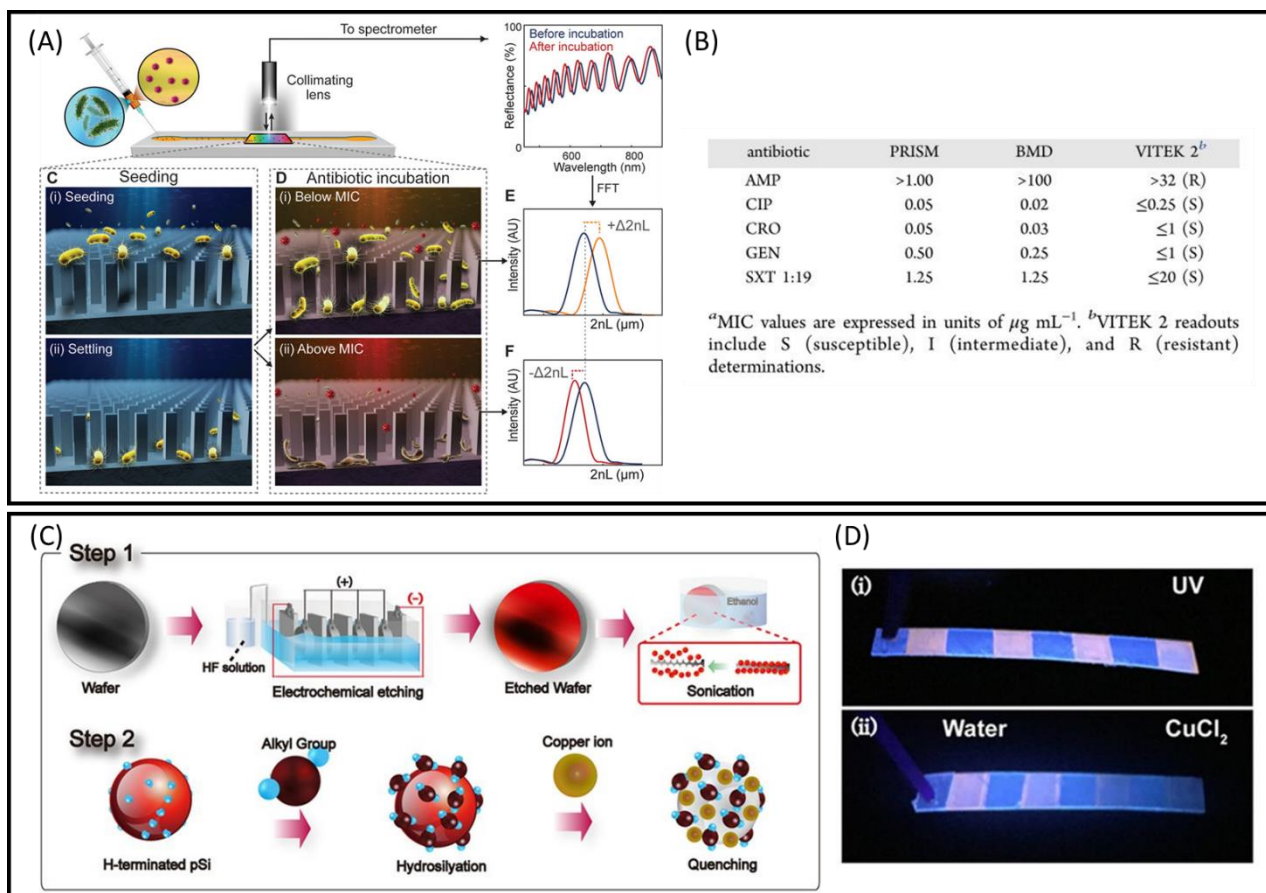 (A)
To spectrometer
Collimating
lens
100
50
Reflectance (%)
Before incubation
After incubation
600
800
Wavelength (nm)
FFT
C
Seeding
(i) Seeding
(ii) Settling
D
Antibiotic incubation
(i) Below MIC
(ii) Above MIC
E
+Δ2nL
Intensity (AU)
2nL (μm)
F
-Δ2nL
Intensity (AU)
2nL (μm)
(B)
antibiotic PRISM BMD VITEK 2b
AMP >1.00 >100 >32 (R)
CIP 0.05 0.02 ≤0.25 (S)
CRO 0.05 0.03 ≤1 (S)
GEN 0.50 0.25 ≤1 (S)
SXT 1:19 1.25 1.25 ≤20 (S)
aMIC values are expressed in units of μg mL−1. bVITEK 2 readouts
include S (susceptible), I (intermediate), and R (resistant)
determinations.
(C)
Step 1
Wafer
HF solution
(+)
(-)
Electrochemical etching
Etched Wafer
Ethanol
Sonication
Step 2
H-terminated pSi
Alkyl Group
Hydrosilyation
Copper ion
Quenching
(D)
(i)
UV
(ii)
Water
CuCl2